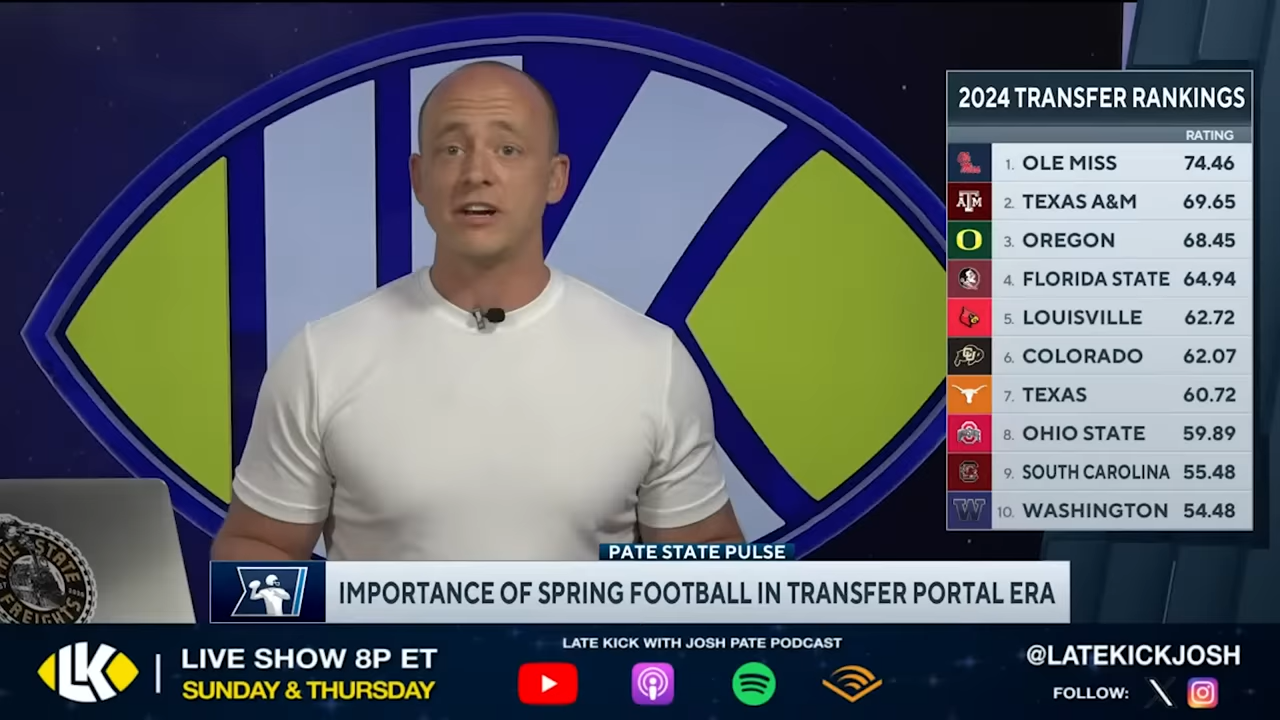 2024 TRANSFER RANKINGS
RATING
1. OLE MISS 74.46
2. TEXAS A&M 69.65
3. OREGON 68.45
4. FLORIDA STATE 64.94
5. LOUISVILLE 62.72
6. COLORADO 62.07
7. TEXAS 60.72
8. OHIO STATE 59.89
9. SOUTH CAROLINA 55.48
10. WASHINGTON 54.48
STATE
FREIGHTS
PATE STATE PULSE
IMPORTANCE OF SPRING FOOTBALL IN TRANSFER PORTAL ERA
LK
LIVE SHOW 8P ET
SUNDAY & THURSDAY
LATE KICK WITH JOSH PATE PODCAST
@LATEKICKJOSH
FOLLOW: